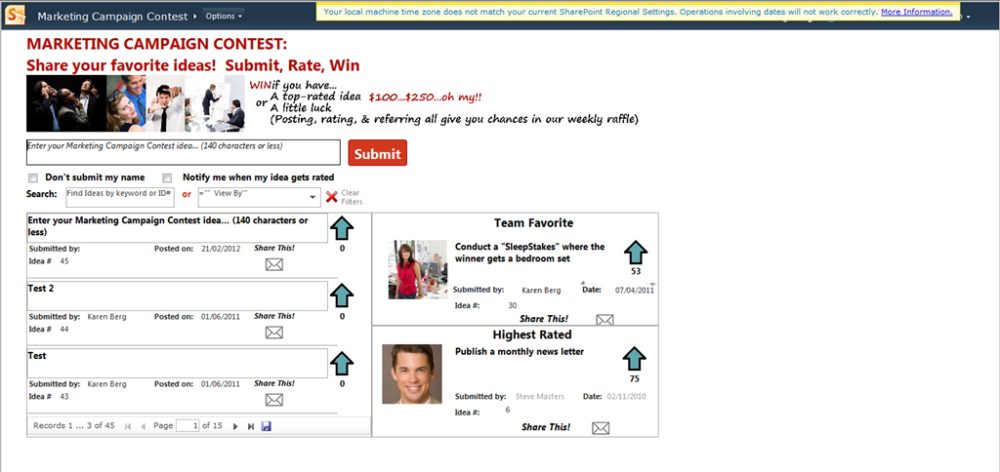 Marketing Campaign Contest
Options
Your local machine time zone does not match your current SharePoint Regional Settings. Operations involving dates will not work correctly. More Information.
MARKETING CAMPAIGN CONTEST:
Share your favorite ideas! Submit, Rate, Win
WIN if you have...
or A top-rated idea $100...$250...oh my!!
A little luck
(Posting, rating, & referring all give you chances in our weekly raffle)
Enter your Marketing Campaign Contest idea... (140 characters or less)
Submit
Don't submit my name Notify me when my idea gets rated
Search: Find Ideas by keyword or ID# or ="" View By"" Clear
Filters
Enter your Marketing Campaign Contest idea... (140 characters or
less)
Submitted by: Posted on: 21/02/2012 Share This! 0
Idea # 45
Test 2
Submitted by: Karen Berg Posted on: 01/06/2011 Share This! 0
Idea # 44
Test
Submitted by: Karen Berg Posted on: 01/06/2011 Share This! 0
Idea # 43
Records 1 ... 3 of 45 Page 1 of 15
Team Favorite
Conduct a "SleepStakes" where the
winner gets a bedroom set
53
Submitted by: Karen Berg Date: 07/04/2011
Idea #: 30
Share This!
Highest Rated
Publish a monthly news letter
75
Submitted by: Steve Masters Date: 02/11/2010
Idea #: 6
Share This!